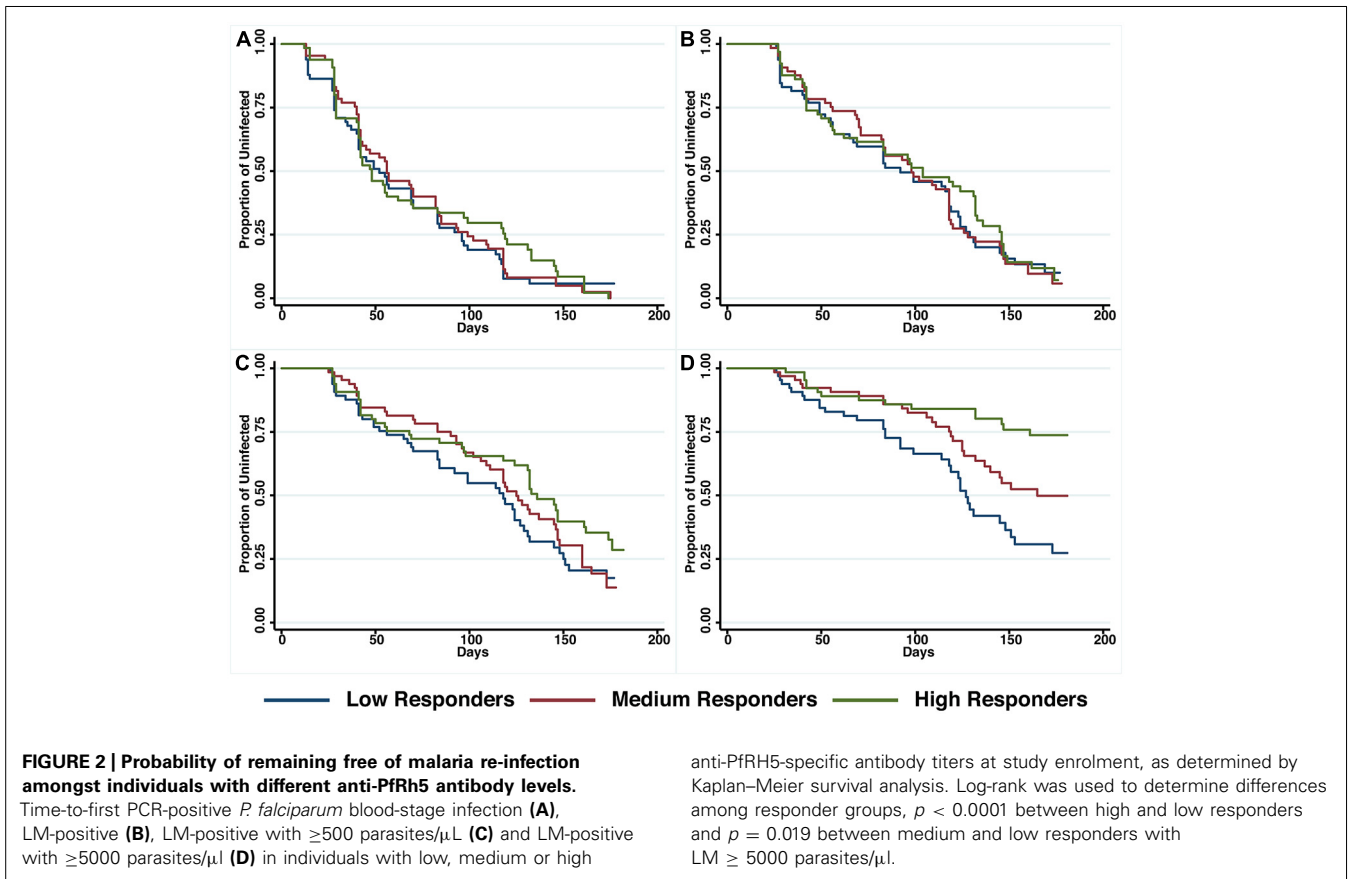 A
Proportion of Uninfected
1.00
0.75
0.50
0.25
0.00
0 50 100 150 200
Days
B
Proportion of Uninfected
1.00
0.75
0.50
0.25
0.00
0 50 100 150 200
Days
C
Proportion of Uninfected
1.00
0.75
0.50
0.25
0.00
0 50 100 150 200
Days
D
Proportion of Uninfected
1.00
0.75
0.50
0.25
0.00
0 50 100 150 200
Days
Low Responders Medium Responders High Responders
FIGURE 2 | Probability of remaining free of malaria re-infection
amongst individuals with different anti-PfRh5 antibody levels.
Time-to-first PCR-positive P. falciparum blood-stage infection (A),
LM-positive (B), LM-positive with ≥500 parasites/μL (C) and LM-positive
with ≥5000 parasites/μl (D) in individuals with low, medium or high
anti-PfRH5-specific antibody titers at study enrolment, as determined by
Kaplan–Meier survival analysis. Log-rank was used to determine differences
among responder groups, p < 0.0001 between high and low responders
and p = 0.019 between medium and low responders with
LM ≥ 5000 parasites/μl.